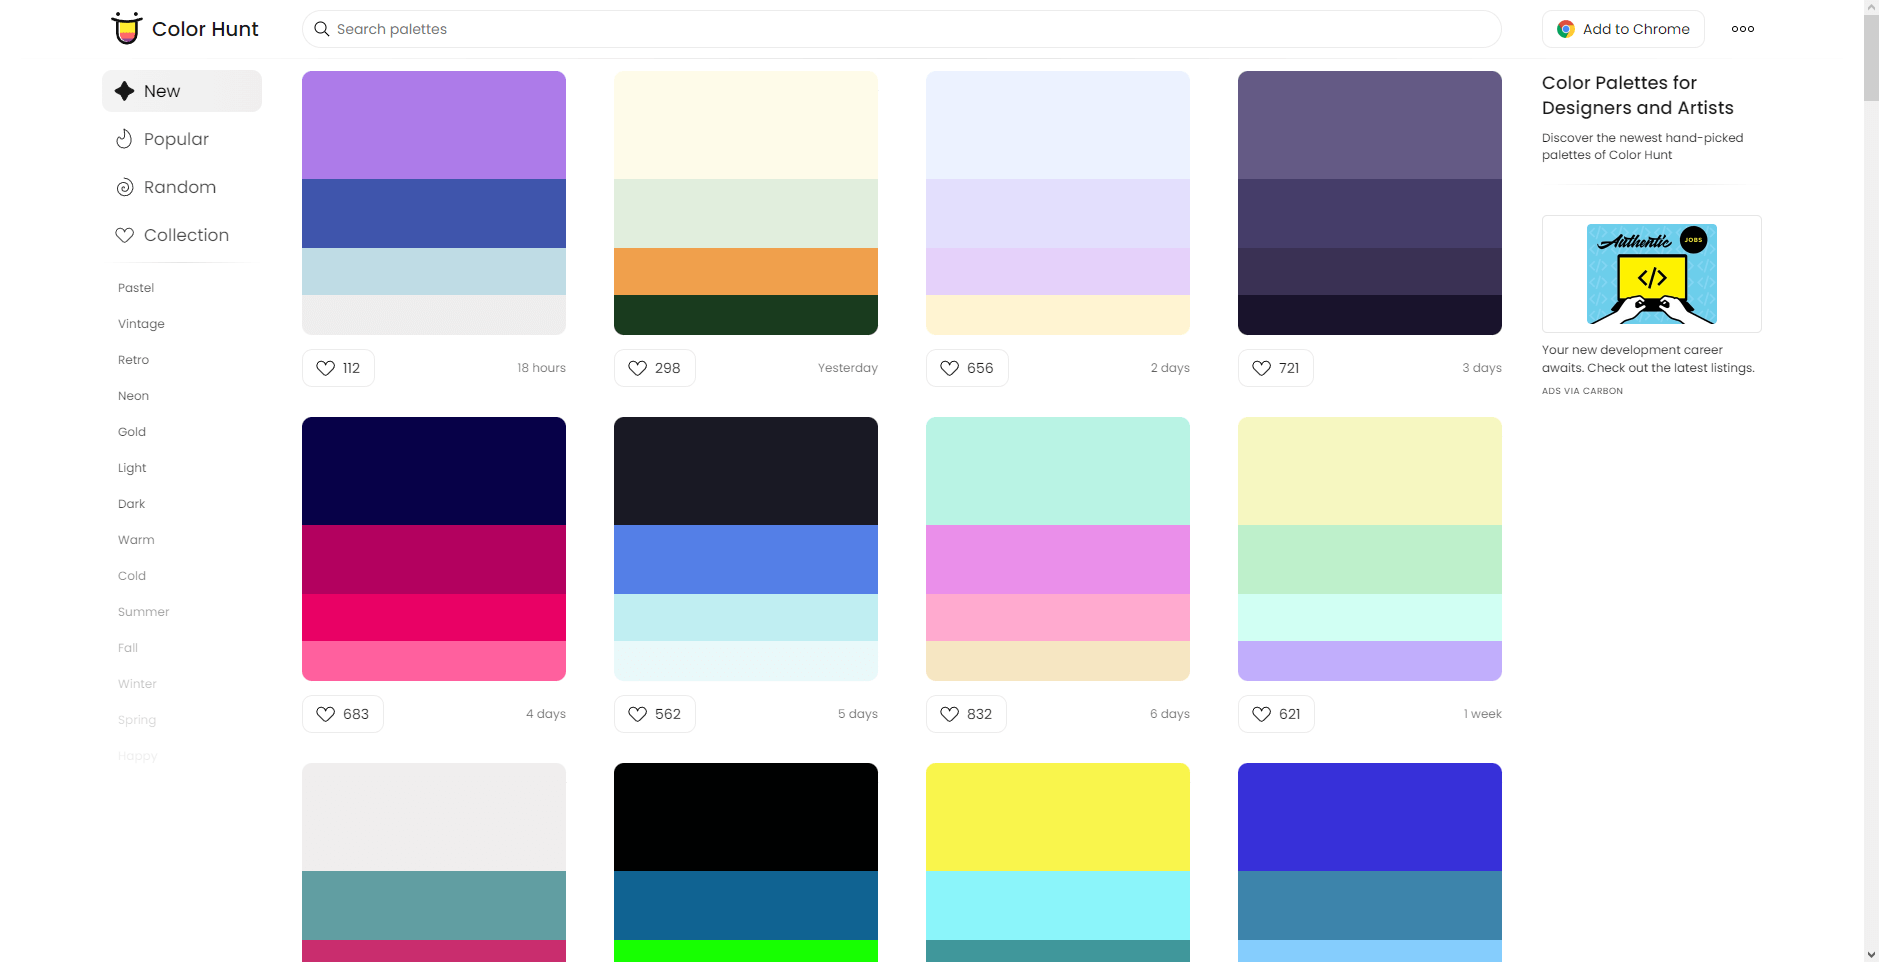 Color Hunt
Search palettes
Add to Chrome
New
Popular
Random
Collection
Pastel
Vintage
Retro
Neon
Gold
Light
Dark
Warm
Cold
Summer
Fall
Winter
Spring
Happy
112
18 hours
298
Yesterday
656
2 days
721
3 days
683
4 days
562
5 days
832
6 days
621
1 week
Color Palettes for
Designers and Artists
Discover the newest hand-picked
palettes of Color Hunt
Authentic
JOBS
</>
Your new development career
awaits. Check out the latest listings.
ADS VIA CARBON